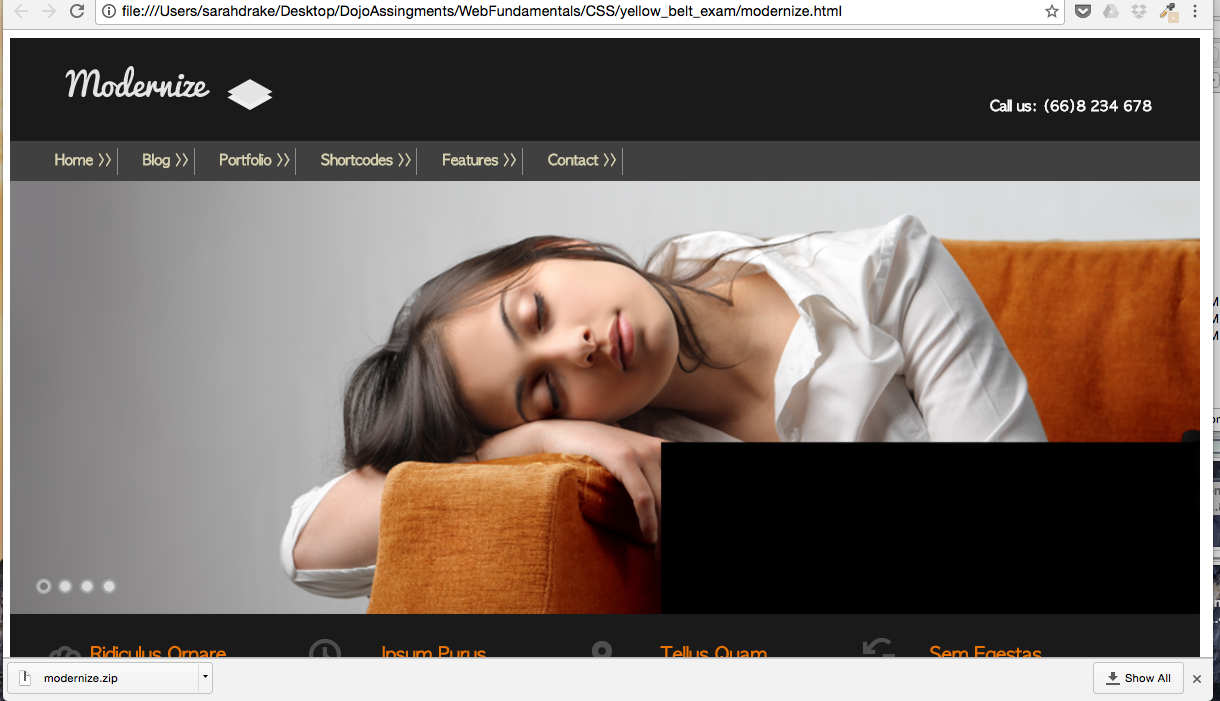 file:///Users/sarahdrake/Desktop/DojoAssingments/WebFundamentals/CSS/yellow_belt_exam/modernize.html
Modernize
Call us: (66)8 234 678
Home >> Blog >> Portfolio >> Shortcodes >> Features >> Contact >>
Ridiculus Ornare Ipsum Purus Tellus Quam Sem Egestas
modernize.zip Show All